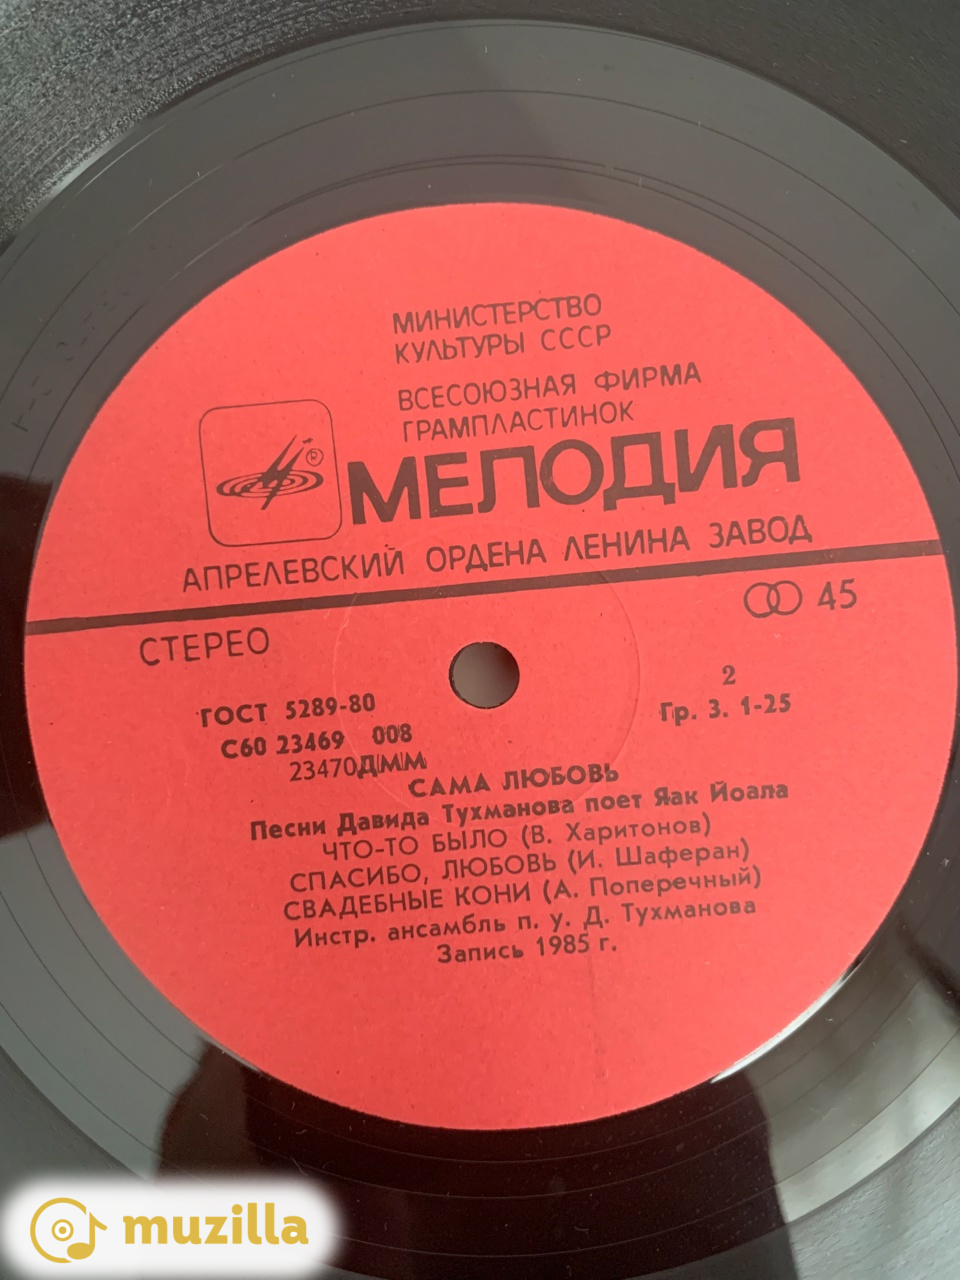 МИНИСТЕРСТВО
КУЛЬТУРЫ СССР
ВСЕСОЮЗНАЯ ФИРМА
ГРАМПЛАСТИНОК
МЕЛОДИЯ
АПРЕЛЕВСКИЙ ОРДЕНА ЛЕНИНА ЗАВОД
СТЕРЕО
45
ГОСТ 5289-80
2
С60 23469 008
Гр. 3. 1-25
23470ДММ
САМА ЛЮБОВЬ
Песни Давида Тухманова поет Яак Йоала
ЧТО-ТО БЫЛО (В. Харитонов)
СПАСИБО, ЛЮБОВЬ (И. Шаферан)
СВАДЕБНЫЕ КОНИ (А. Поперечный)
Инстр. ансамбль п. у. Д. Тухманова
Запись 1985 г.
muzilla